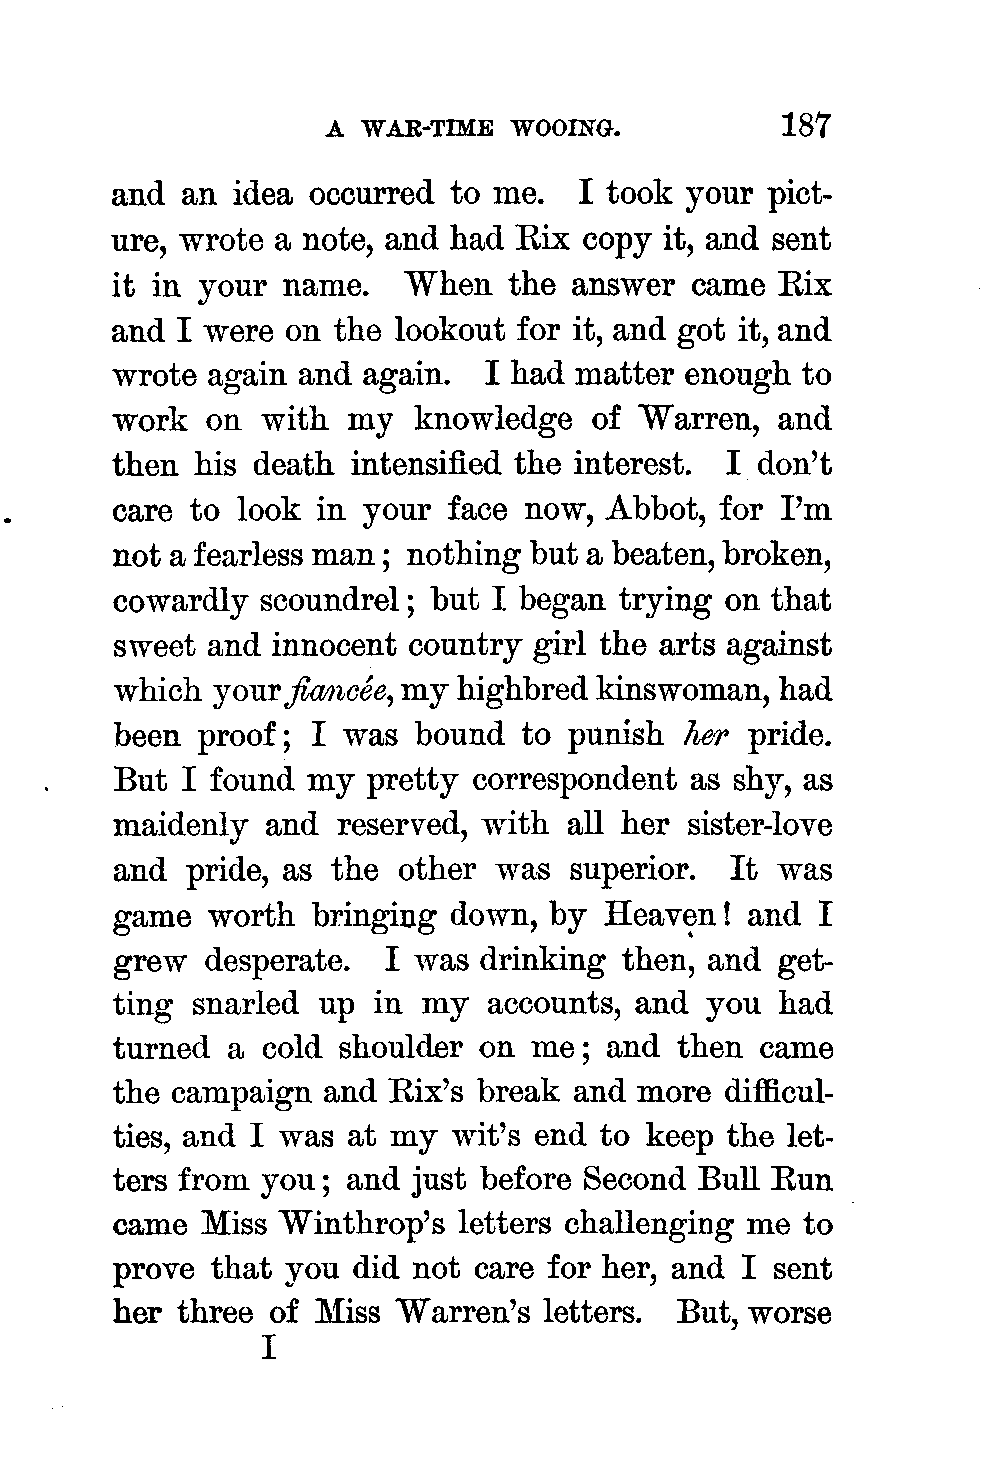 A WAR-TIME WOOING. 187
and an idea occurred to me. I took your pict-
ure, wrote a note, and had Rix copy it, and sent
it in your name. When the answer came Rix
and I were on the lookout for it, and got it, and
wrote again and again. I had matter enough to
work on with my knowledge of Warren, and
then his death intensified the interest. I don't
care to look in your face now, Abbot, for I'm
not a fearless man; nothing but a beaten, broken,
cowardly scoundrel; but I began trying on that
sweet and innocent country girl the arts against
which your fiancée, my highbred kinswoman, had
been proof; I was bound to punish her pride.
But I found my pretty correspondent as shy, as
maidenly and reserved, with all her sister-love
and pride, as the other was superior. It was
game worth bringing down, by Heaven! and I
grew desperate. I was drinking then, and get-
ting snarled up in my accounts, and you had
turned a cold shoulder on me; and then came
the campaign and Rix's break and more difficul-
ties, and I was at my wit's end to keep the let-
ters from you; and just before Second Bull Run
came Miss Winthrop's letters challenging me to
prove that you did not care for her, and I sent
her three of Miss Warren's letters. But, worse
I